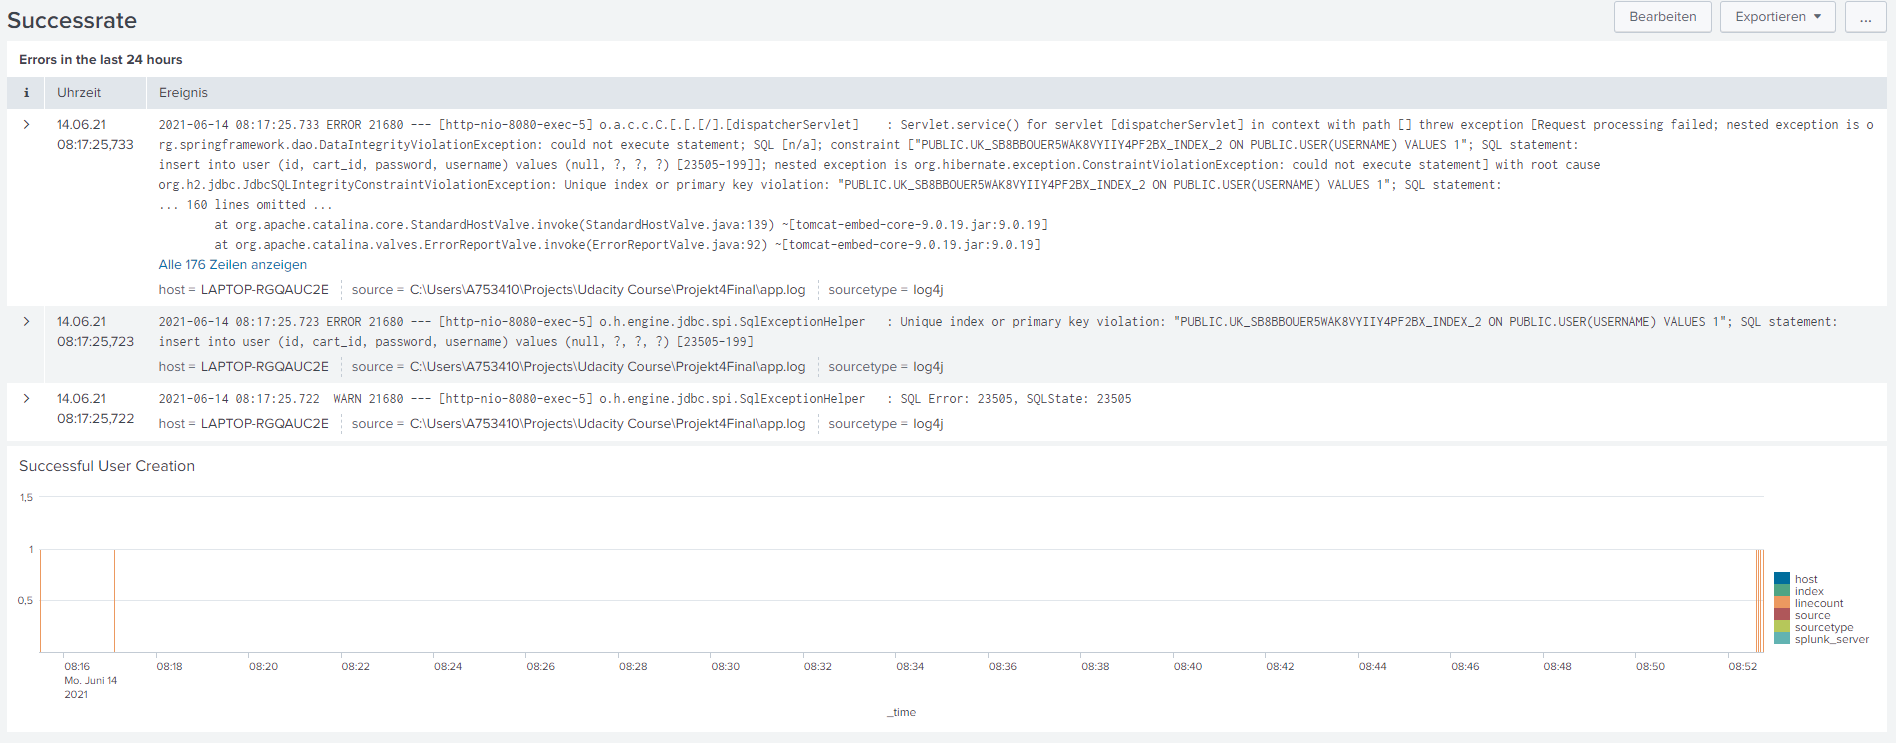 Successrate
Bearbeiten
Exportieren
...
Errors in the last 24 hours
i Uhrzeit Ereignis
14.06.21
08:17:25,733
2021-06-14 08:17:25.733 ERROR 21680 --- [http-nio-8080-exec-5] o.a.c.c.C.[.[.[/].[dispatcherServlet]    : Servlet.service() for servlet [dispatcherServlet] in context with path [] threw exception [Request processing failed; nested exception is o
rg.springframework.dao.DataIntegrityViolationException: could not execute statement; SQL [n/a]; constraint ["PUBLIC.UK_SB8BBOUER5WAK8VYIIY4PF2BX_INDEX_2 ON PUBLIC.USER(USERNAME) VALUES 1"; SQL statement:
insert into user (id, cart_id, password, username) values (null, ?, ?, ?) [23505-199]]; nested exception is org.hibernate.exception.ConstraintViolationException: could not execute statement] with root cause
org.h2.jdbc.JdbcSQLIntegrityConstraintViolationException: Unique index or primary key violation: "PUBLIC.UK_SB8BBOUER5WAK8VYIIY4PF2BX_INDEX_2 ON PUBLIC.USER(USERNAME) VALUES 1"; SQL statement:
... 160 lines omitted ...
at org.apache.catalina.core.StandardHostValve.invoke(StandardHostValve.java:139) ~[tomcat-embed-core-9.0.19.jar:9.0.19]
at org.apache.catalina.valves.ErrorReportValve.invoke(ErrorReportValve.java:92) ~[tomcat-embed-core-9.0.19.jar:9.0.19]
Alle 176 Zeilen anzeigen
host = LAPTOP-RGQAUC2E source = C:\Users\A753410\Projects\Udacity Course\Projekt4Final\app.log sourcetype = log4j
14.06.21
08:17:25,723
2021-06-14 08:17:25.723 ERROR 21680 --- [http-nio-8080-exec-5] o.h.engine.jdbc.spi.SqlExceptionHelper   : Unique index or primary key violation: "PUBLIC.UK_SB8BBOUER5WAK8VYIIY4PF2BX_INDEX_2 ON PUBLIC.USER(USERNAME) VALUES 1"; SQL statement:
insert into user (id, cart_id, password, username) values (null, ?, ?, ?) [23505-199]
host = LAPTOP-RGQAUC2E source = C:\Users\A753410\Projects\Udacity Course\Projekt4Final\app.log sourcetype = log4j
14.06.21
08:17:25,722
2021-06-14 08:17:25.722  WARN 21680 --- [http-nio-8080-exec-5] o.h.engine.jdbc.spi.SqlExceptionHelper   : SQL Error: 23505, SQLState: 23505
host = LAPTOP-RGQAUC2E source = C:\Users\A753410\Projects\Udacity Course\Projekt4Final\app.log sourcetype = log4j
Successful User Creation
1,5
1
0,5
host
index
linecount
source
sourcetype
splunk_server
08:16 08:18 08:20 08:22 08:24 08:26 08:28 08:30 08:32 08:34 08:36 08:38 08:40 08:42 08:44 08:46 08:48 08:50 08:52
Mo. Juni 14
2021
_time